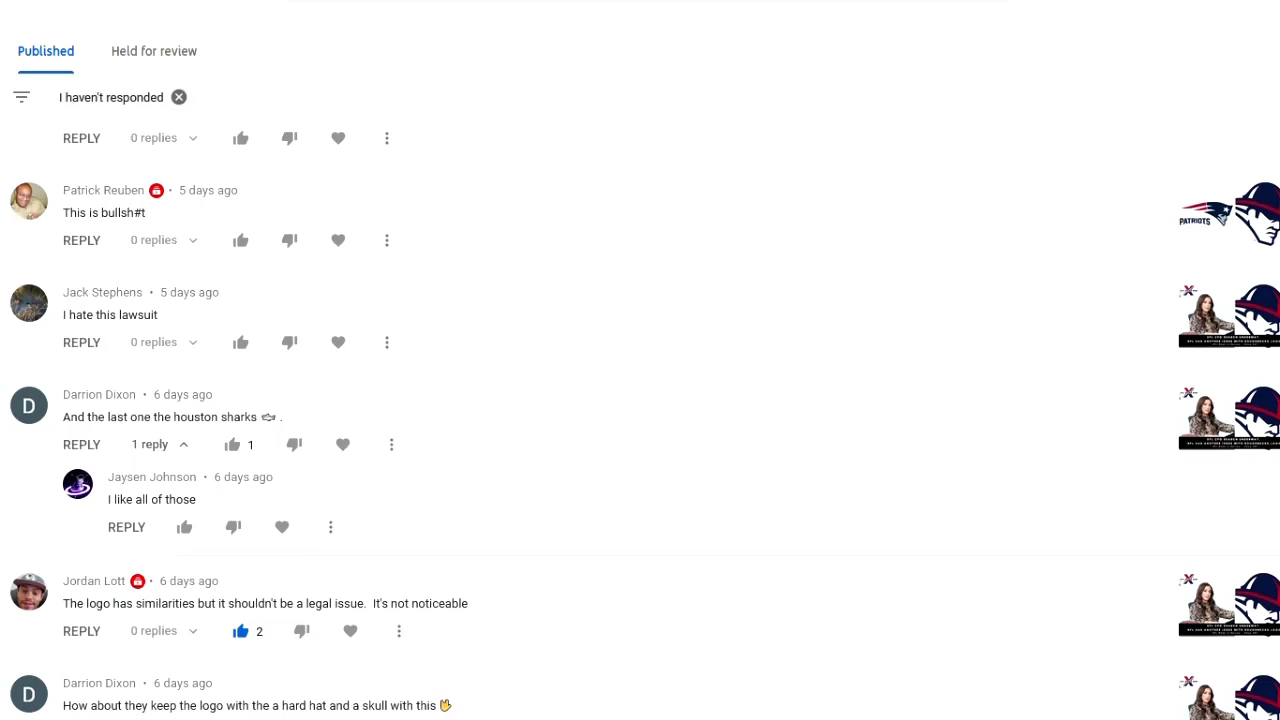 Published
Held for review
I haven't responded
REPLY 0 replies
Patrick Reuben • 5 days ago
This is bullsh#t
REPLY 0 replies
PATRIOTS
Jack Stephens • 5 days ago
I hate this lawsuit
REPLY 0 replies
D
Darrion Dixon • 6 days ago
And the last one the houston sharks 🦈 .
REPLY 1 reply 1
Jaysen Johnson • 6 days ago
I like all of those
REPLY
Jordan Lott • 6 days ago
The logo has similarities but it shouldn't be a legal issue.  It's not noticeable
REPLY 0 replies 2
D
Darrion Dixon • 6 days ago
How about they keep the logo with the a hard hat and a skull with this 🤟